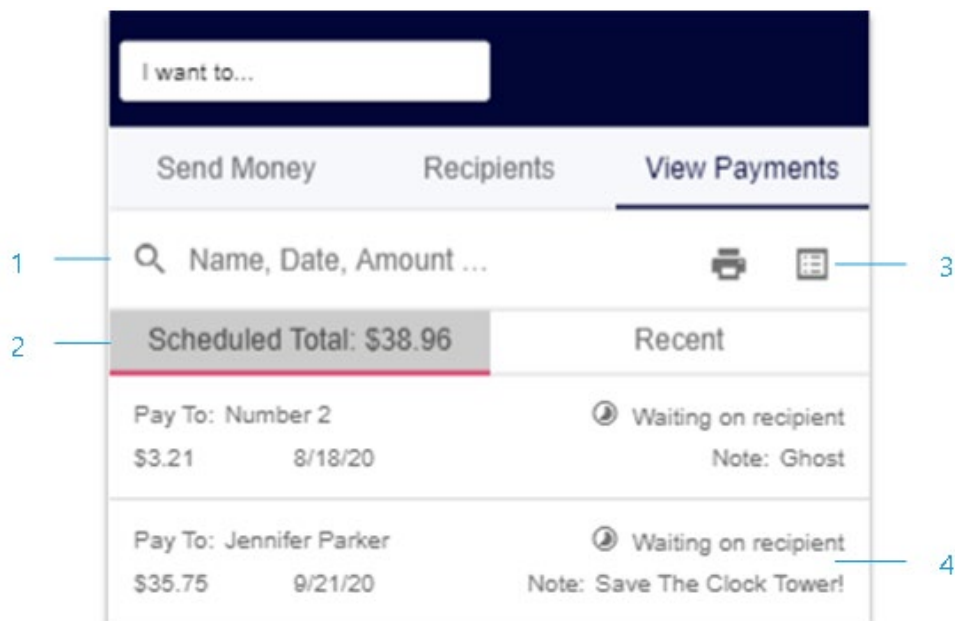 I want to...
Send Money Recipients View Payments
1 Name, Date, Amount ... 3
2 Scheduled Total: $38.96 Recent
Pay To: Number 2 Waiting on recipient
$3.21 8/18/20 Note: Ghost
Pay To: Jennifer Parker Waiting on recipient 4
$35.75 9/21/20 Note: Save The Clock Tower!